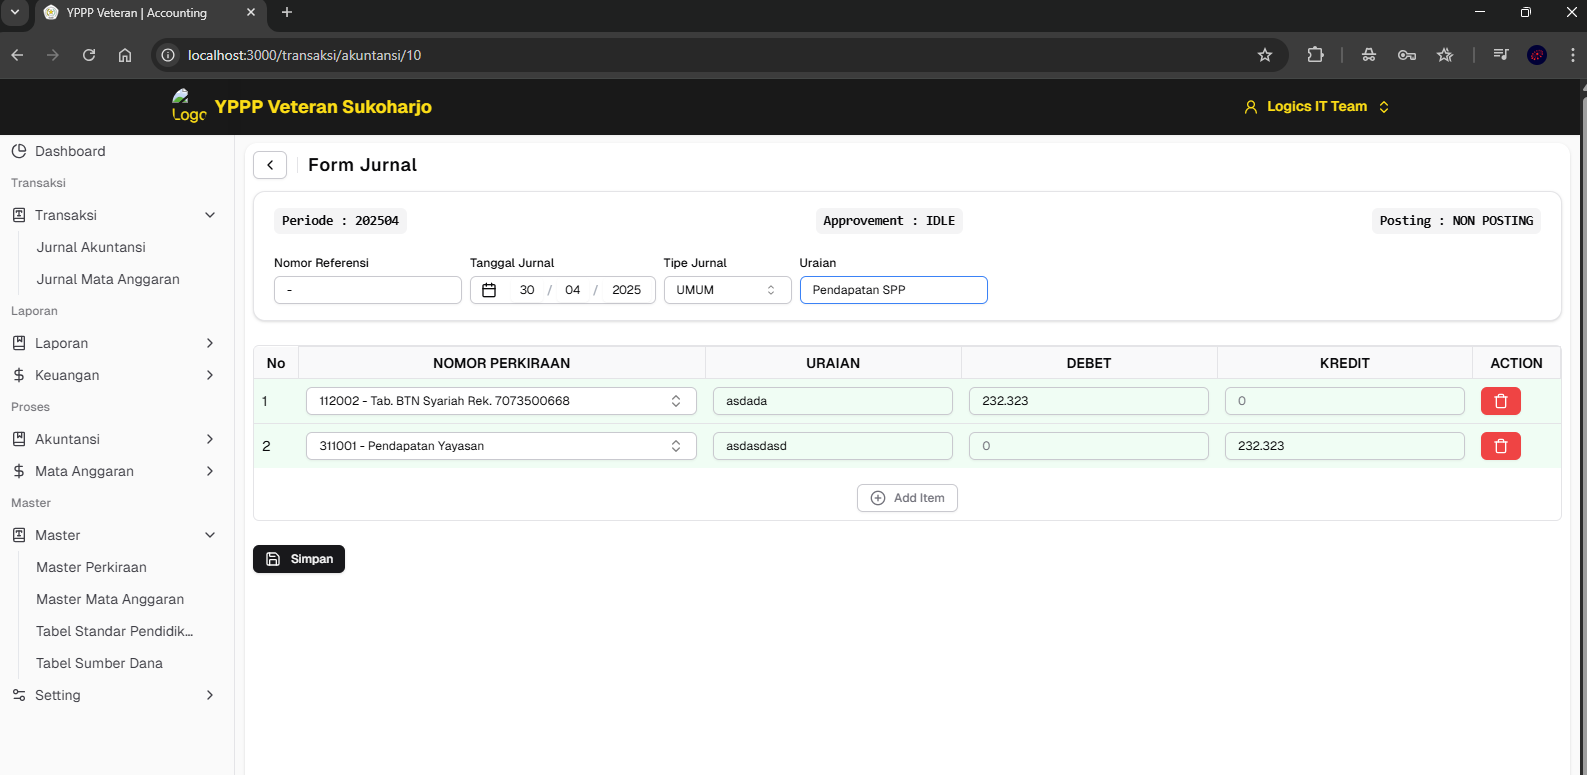 YPPP Veteran | Accounting
localhost:3000/transaksi/akuntansi/10
Logo
YPPP Veteran Sukoharjo
Logics IT Team
Dashboard
Transaksi
Transaksi
Jurnal Akuntansi
Jurnal Mata Anggaran
Laporan
Laporan
Keuangan
Proses
Akuntansi
Mata Anggaran
Master
Master
Master Perkiraan
Master Mata Anggaran
Tabel Standar Pendidik...
Tabel Sumber Dana
Setting
Form Jurnal
Periode : 202504
Approvement : IDLE
Posting : NON POSTING
Nomor Referensi
Tanggal Jurnal
Tipe Jurnal
Uraian
-
30 / 04 / 2025
UMUM
Pendapatan SPP
No NOMOR PERKIRAAN URAIAN DEBET KREDIT ACTION
1 112002 - Tab. BTN Syariah Rek. 7073500668 asdada 232.323 0
2 311001 - Pendapatan Yayasan asdasdasd 0 232.323
Add Item
Simpan